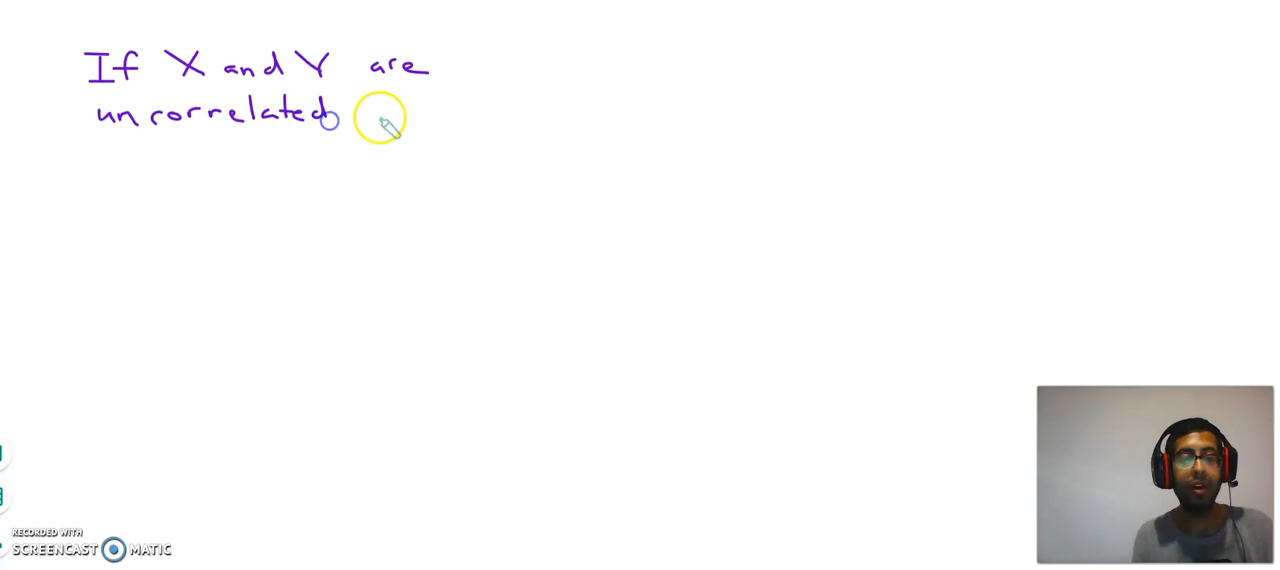 If X and Y are
uncorrelated
RECORDED WITH
SCREENCAST MATIC